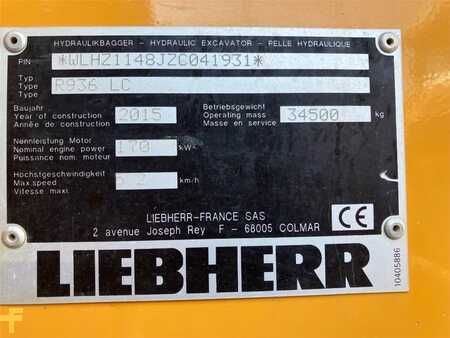 HYDRAULIKBAGGER - HYDRAULIC EXCAVATOR - PELLE HYDRAULIQUE
PIN *WLHZ1148JZC041931*
Typ
Type R936 LC
Type
Baujahr
Year of construction 2015
Année de construction
Betriebsgewicht
Operating mass 34500 kg
Masse en service
Nennleistung Motor
Nominal engine power 170 kW
Puissance nom. moteur
Höchstgeschwindigkeit
Max.speed 5.2 km/h
Vitesse maxi.
LIEBHERR-FRANCE SAS
2 avenue Joseph Rey F - 68005 COLMAR
CE
LIEBHERR
10405886